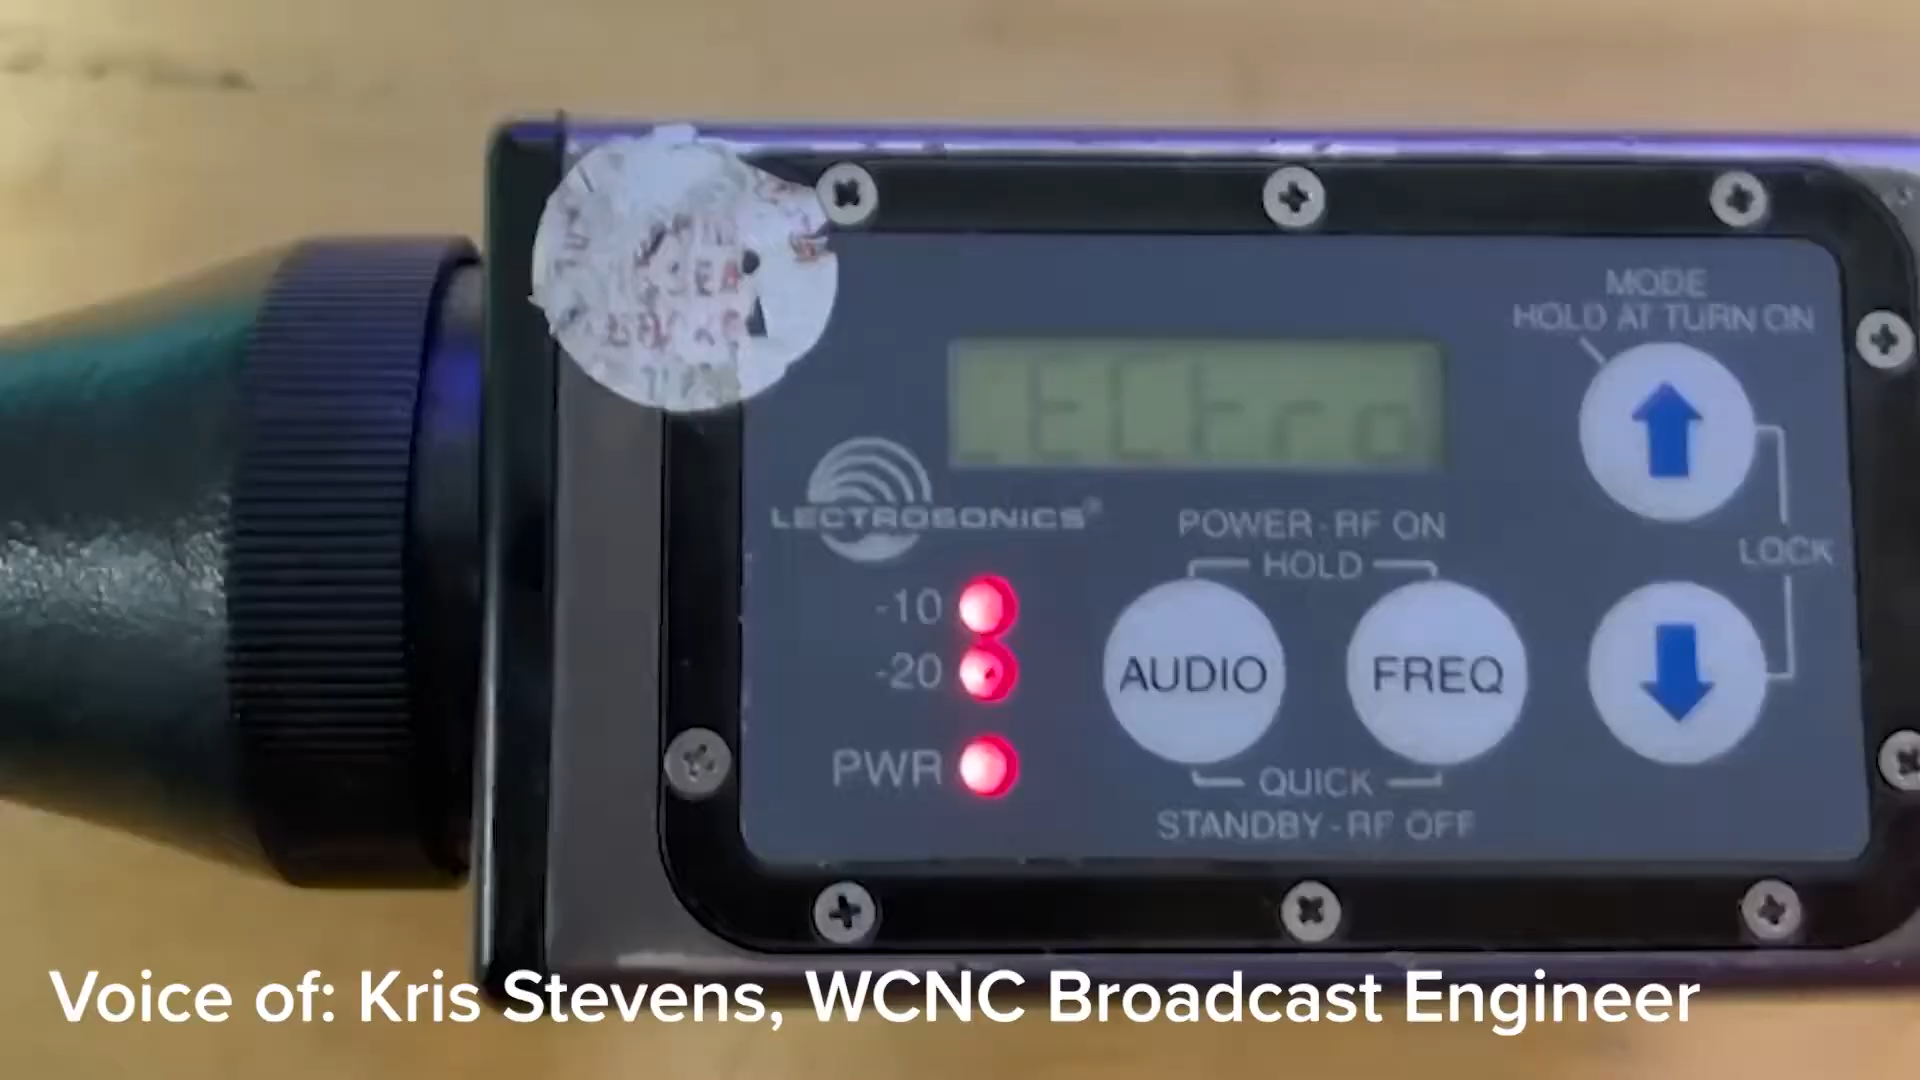 MODE
HOLD AT TURN ON
LECtro
LECTROSONICS®
POWER-RF ON
HOLD
LOCK
-10
-20
AUDIO
FREQ
PWR
QUICK
STANDBY-RF OFF
Voice of: Kris Stevens, WCNC Broadcast Engineer